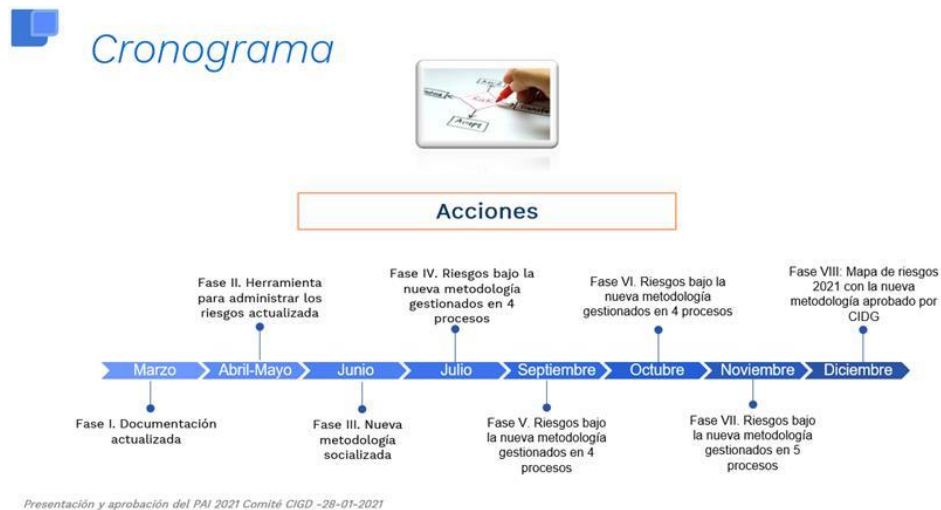 Cronograma
Risk
Accept
Acciones
Fase II. Herramienta
para administrar los
riesgos actualizada
Fase IV. Riesgos bajo la
nueva metodología
gestionados en 4
procesos
Fase VI. Riesgos bajo la
nueva metodología
gestionados en 4 procesos
Fase VIII: Mapa de riesgos
2021 con la nueva
metodología aprobado por
CIDG
Marzo
Abril-Mayo
Junio
Julio
Septiembre
Octubre
Noviembre
Diciembre
Fase I. Documentación
actualizada
Fase III. Nueva
metodología
socializada
Fase V. Riesgos bajo
la nueva metodología
gestionados en 4
procesos
Fase VII. Riesgos bajo
la nueva metodología
gestionados en 5
procesos
Presentación y aprobación del PAI 2021 Comité CIGD -28-01-2021